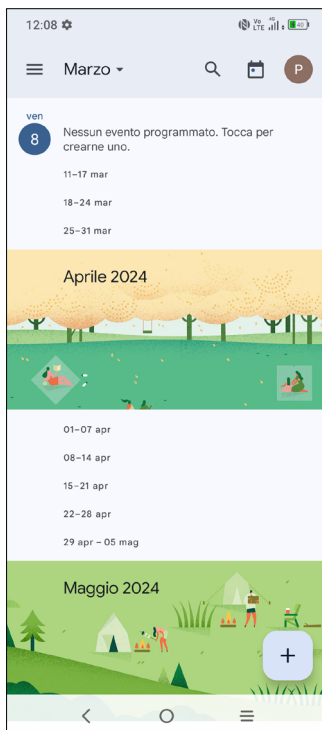 12:08 Vo LTE 4G 40
Marzo P
ven
8 Nessun evento programmato. Tocca per
crearne uno.
11–17 mar
18–24 mar
25–31 mar
Aprile 2024
01–07 apr
08–14 apr
15–21 apr
22–28 apr
29 apr – 05 mag
Maggio 2024
+